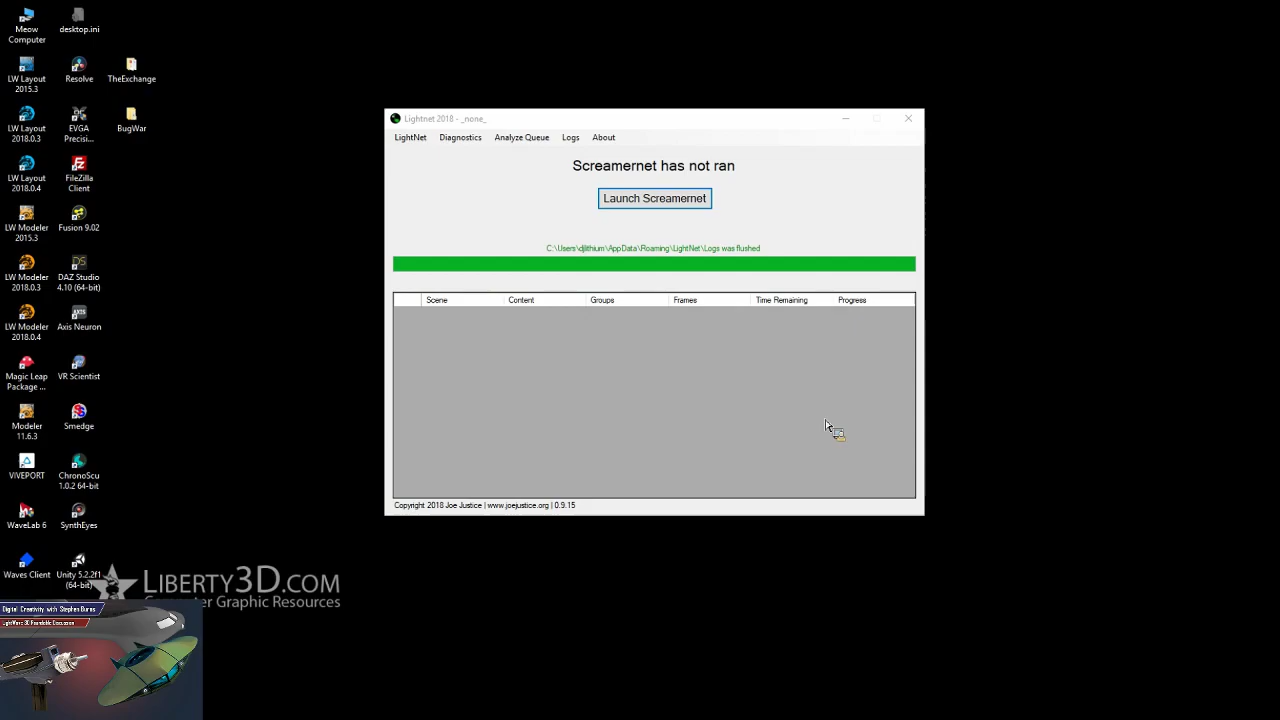 Meow
Computer
desktop.ini
LW Layout
2015.3
Resolve
TheExchange
LW Layout
2018.0.3
EVGA
Precisi...
BugWar
LW Layout
2018.0.4
FileZilla
Client
LW Modeler
2015.3
Fusion 9.02
LW Modeler
2018.0.3
DAZ Studio
4.10 (64-bit)
LW Modeler
2018.0.4
Axis Neuron
Magic Leap
Package ...
VR Scientist
Modeler
11.6.3
Smedge
VIVEPORT
ChronoScu
1.0.2 64-bit
WaveLab 6
SynthEyes
Waves Client
Unity 5.2.2f1
(64-bit)
Lightnet 2018 - _none_
LightNet Diagnostics Analyze Queue Logs About
Screamernet has not ran
Launch Screamernet
C:\Users\djlithium\AppData\Roaming\LightNet\Logs was flushed
Scene Content Groups Frames Time Remaining Progress
Copyright 2018 Joe Justice | www.joejustice.org | 0.9.15
LIBERTY3D.COM
Computer Graphic Resources
Digital Creativity with Stephen Burns
LightWave 3D Roundtable Discussion